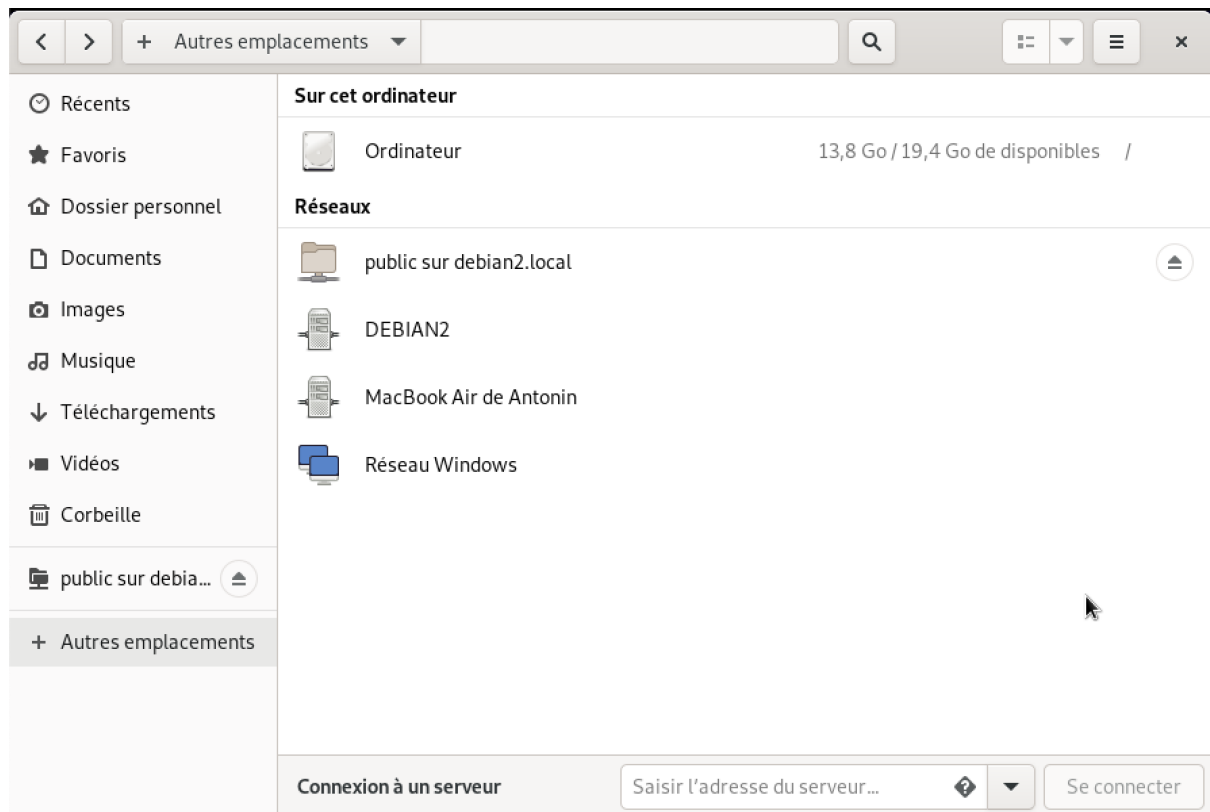 Autres emplacements
Récents
Favoris
Dossier personnel
Documents
Images
Musique
Téléchargements
Vidéos
Corbeille
public sur debia...
Autres emplacements
Sur cet ordinateur
Ordinateur 13,8 Go / 19,4 Go de disponibles /
Réseaux
public sur debian2.local
DEBIAN2
MacBook Air de Antonin
Réseau Windows
Connexion à un serveur Saisir l’adresse du serveur... Se connecter